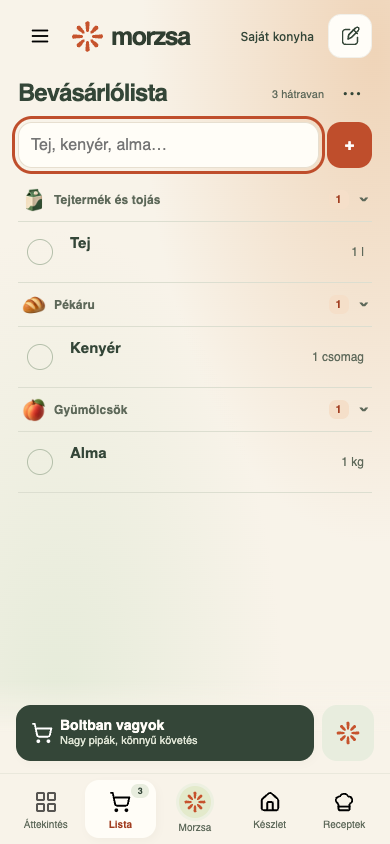 morzsa
Saját konyha
Bevásárlólista
3 hátravan
Tej, kenyér, alma…
+
Tejtermék és tojás
1
Tej
1 l
Pékáru
1
Kenyér
1 csomag
Gyümölcsök
1
Alma
1 kg
Boltban vagyok
Nagy pipák, könnyű követés
3
Áttekintés
Lista
Morzsa
Készlet
Receptek